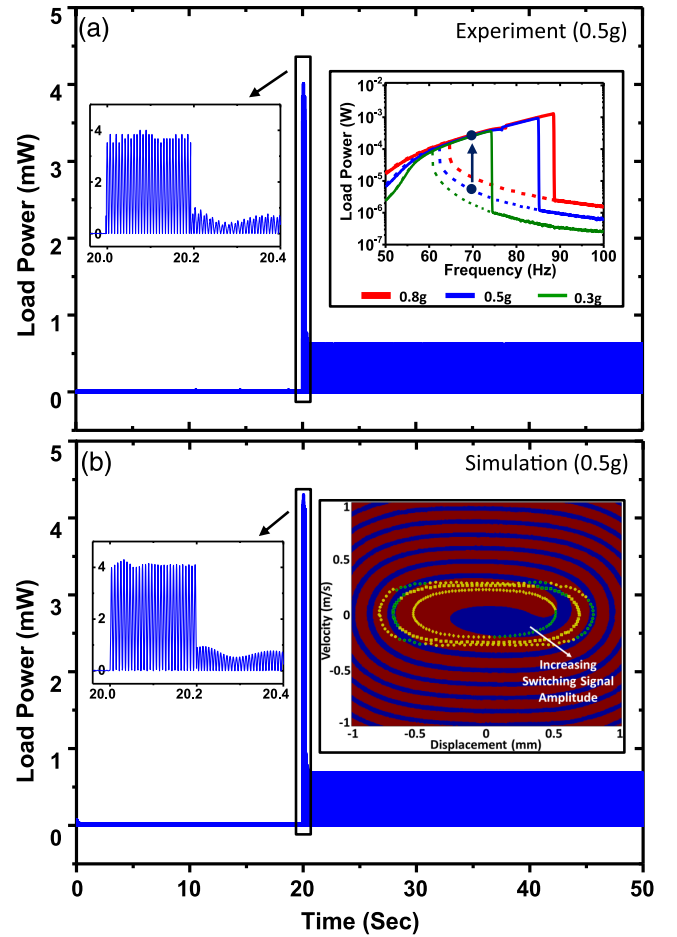 (a)
Experiment (0.5g)
5
4
3
2
1
0
Load Power (mW)
4
2
0
20.0 20.2 20.4
10-2
10-3
10-4
10-5
10-6
10-7
Load Power (W)
50 60 70 80 90 100
Frequency (Hz)
0.8g 0.5g 0.3g
(b)
Simulation (0.5g)
5
4
3
2
1
0
Load Power (mW)
4
2
0
20.0 20.2 20.4
1
0.5
0
-0.5
-1
Velocity (m/s)
Increasing
Switching Signal
Amplitude
-1 -0.5 0 0.5 1
Displacement (mm)
0 10 20 30 40 50
Time (Sec)